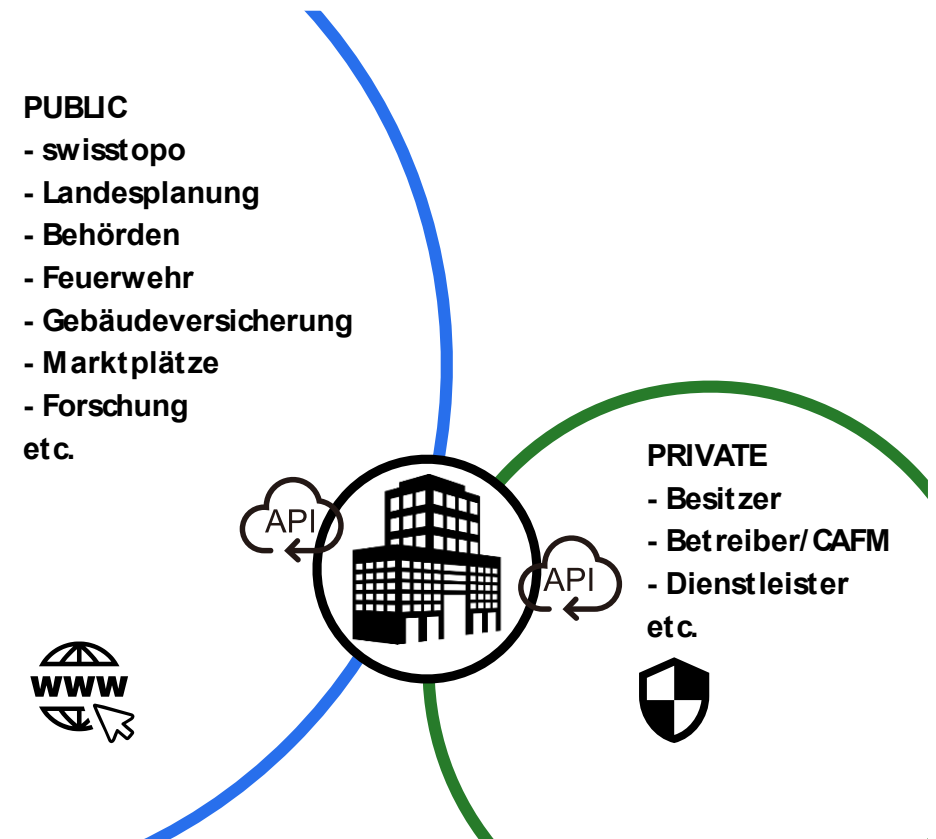 PUBLIC
- swisstopo
- Landesplanung
- Behörden
- Feuerwehr
- Gebäudeversicherung
- Marktplätze
- Forschung
etc.
API
WWW
PRIVATE
- Besitzer
- Betreiber/CAFM
- Dienstleister
etc.
API